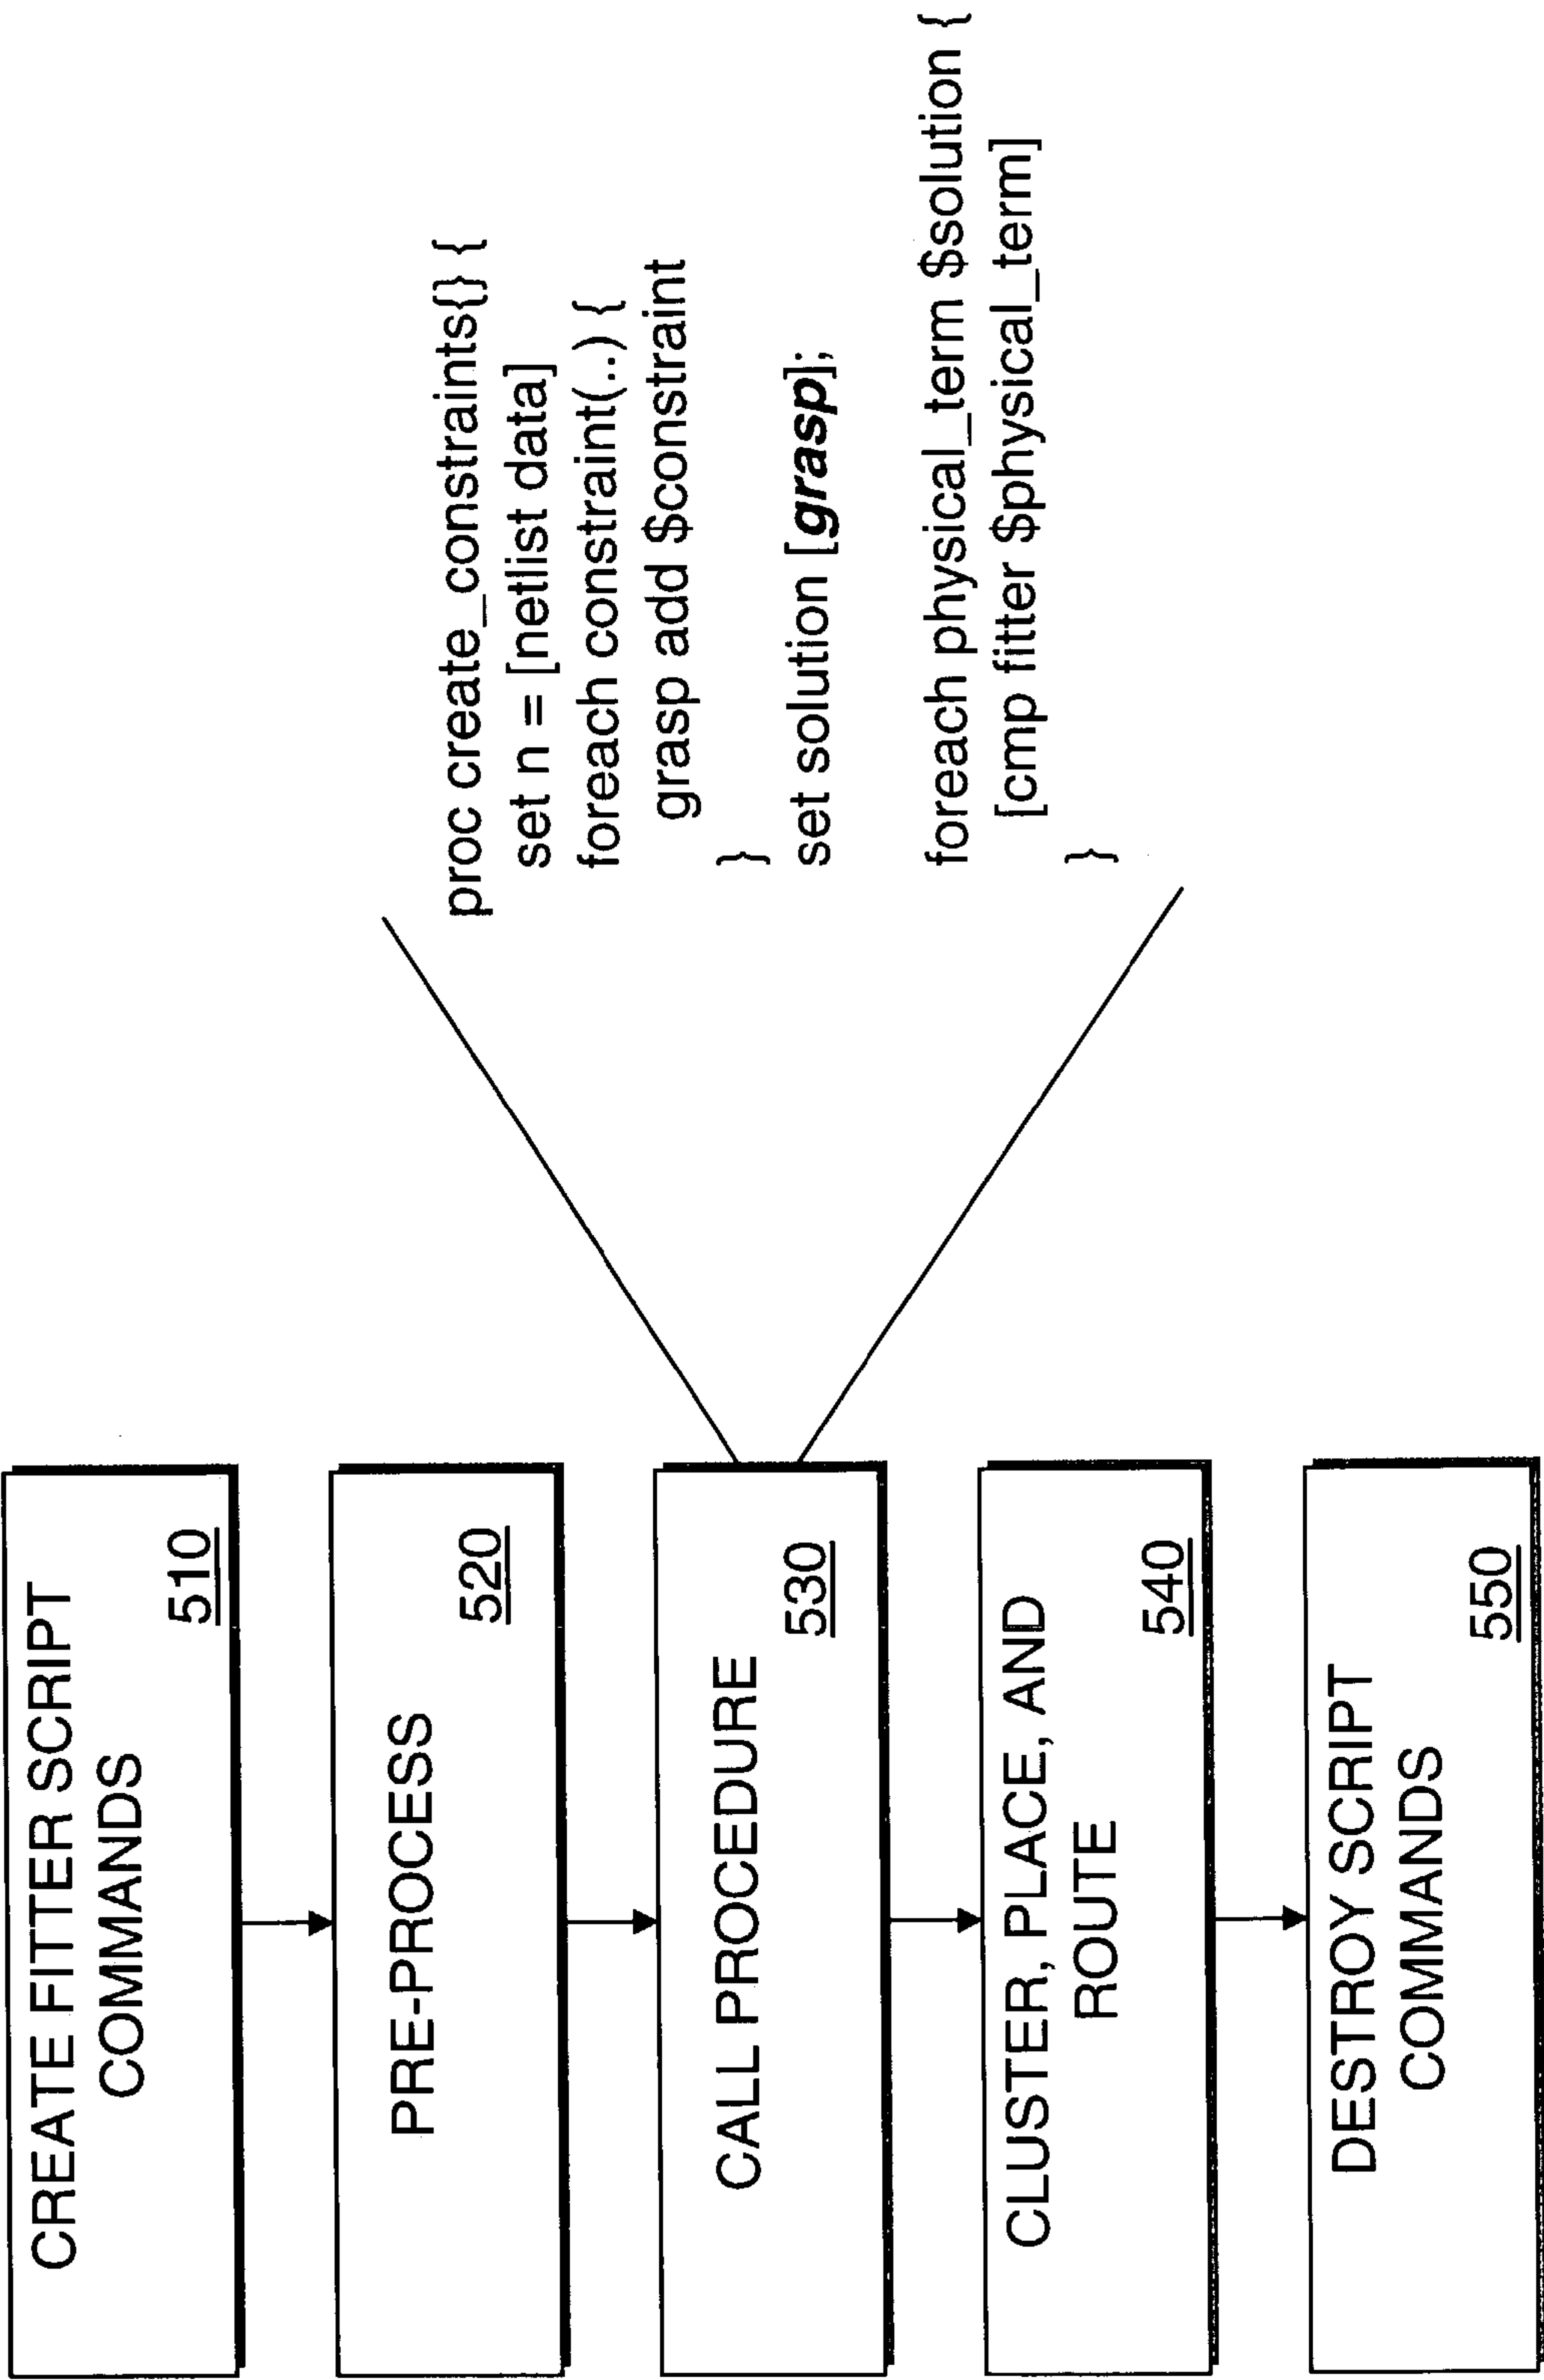 CREATE FITTER SCRIPT
COMMANDS
510
PRE-PROCESS
520
CALL PROCEDURE
530
CLUSTER, PLACE, AND
ROUTE
540
DESTROY SCRIPT
COMMANDS
550
proc create_constraints{} {
set n = [netlist data]
foreach constraint(..) {
grasp add $constraint
}
set solution [grasp];
foreach physical_term $solution {
[cmp fitter $physical_term]
}